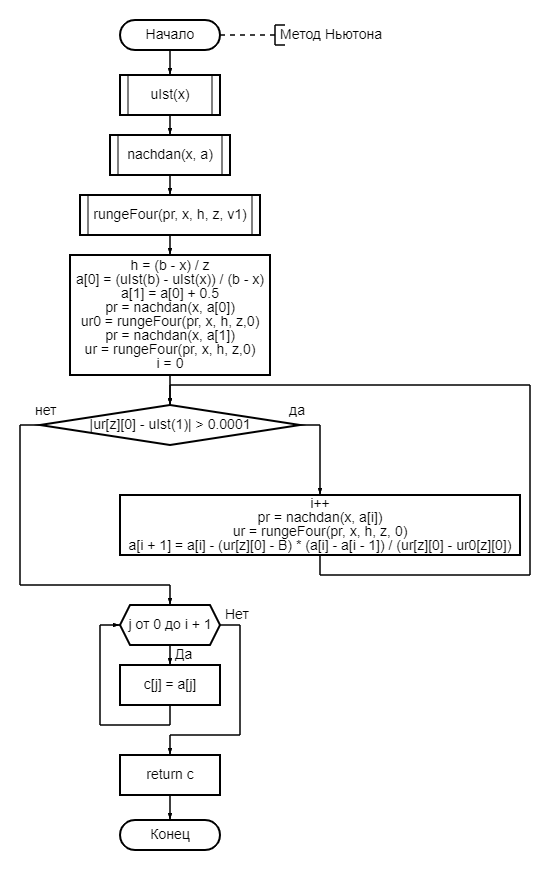 Начало
Метод Ньютона
uIst(x)
nachdan(x, a)
rungeFour(pr, x, h, z, v1)
h = (b - x) / z
a[0] = (uIst(b) - uIst(x)) / (b - x)
a[1] = a[0] + 0.5
pr = nachdan(x, a[0])
ur0 = rungeFour(pr, x, h, z,0)
pr = nachdan(x, a[1])
ur = rungeFour(pr, x, h, z,0)
i = 0
нет
да
|ur[z][0] - uIst(1)| > 0.0001
i++
pr = nachdan(x, a[i])
ur = rungeFour(pr, x, h, z, 0)
a[i + 1] = a[i] - (ur[z][0] - B) * (a[i] - a[i - 1]) / (ur[z][0] - ur0[z][0])
j от 0 до i + 1
Нет
Да
c[j] = a[j]
return c
Конец